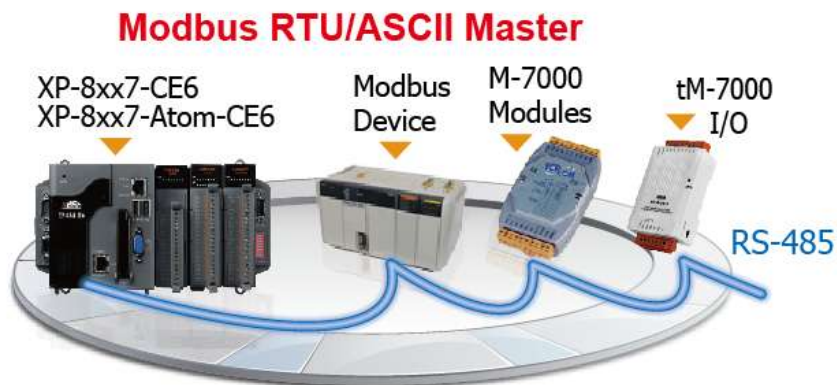 Modbus RTU/ASCII Master
XP-8xx7-CE6
XP-8xx7-Atom-CE6
Modbus
Device
M-7000
Modules
tM-7000
I/O
RS-485